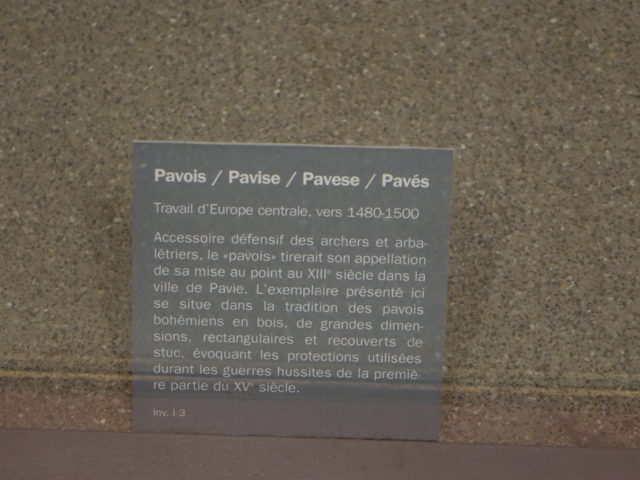 Pavois / Pavise / Pavese / Pavés
Travail d'Europe centrale, vers 1480-1500
Accessoire défensif des archers et arba-
létriers, le «pavois» tirerait son appellation
de sa mise au point au XIIIe siècle dans la
ville de Pavie. L'exemplaire présenté ici
se situe dans la tradition des pavois
bohémiens en bois, de grandes dimen-
sions, rectangulaires et recouverts de
stuc, évoquant les protections utilisées
durant les guerres hussites de la premiè-
re partie du XVe siècle.
Inv. I 3